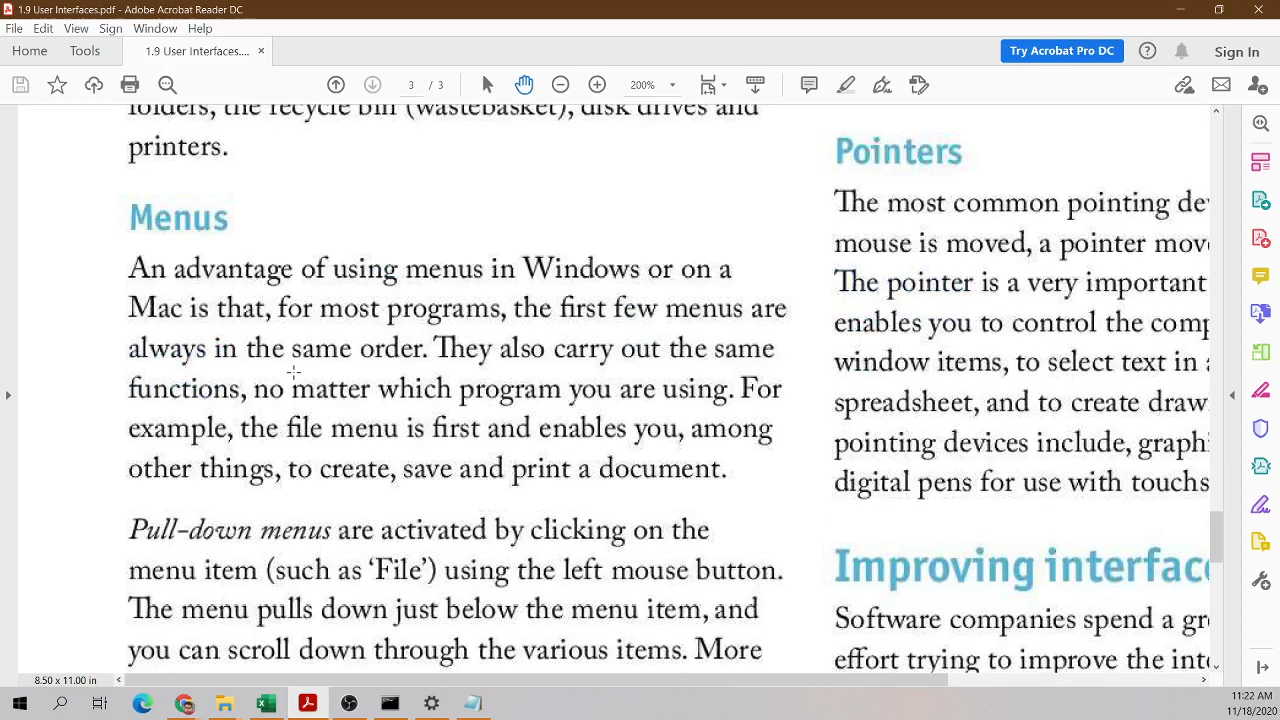 1.9 User Interfaces.pdf - Adobe Acrobat Reader DC
File Edit View Sign Window Help
Home Tools 1.9 User Interfaces.... × Try Acrobat Pro DC Sign In
3 / 3 200%
folders, the recycle bin (wastebasket), disk drives and
printers.
Menus
An advantage of using menus in Windows or on a
Mac is that, for most programs, the first few menus are
always in the same order. They also carry out the same
functions, no matter which program you are using. For
example, the file menu is first and enables you, among
other things, to create, save and print a document.
Pull-down menus are activated by clicking on the
menu item (such as ‘File’) using the left mouse button.
The menu pulls down just below the menu item, and
you can scroll down through the various items. More
Pointers
The most common pointing de
mouse is moved, a pointer mov
The pointer is a very important
enables you to control the comp
window items, to select text in a
spreadsheet, and to create draw
pointing devices include, graphi
digital pens for use with touchs
Improving interfac
Software companies spend a gr
effort trying to improve the int
8.50 x 11.00 in
11:22 AM
11/18/2020